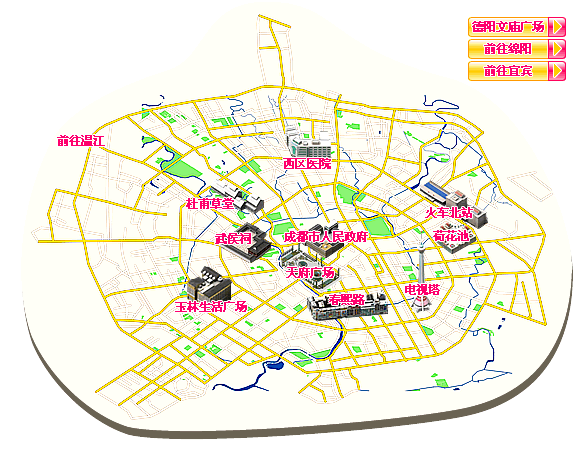 德阳文庙广场
前往绵阳
前往宜宾
前往温江
西区医院
杜甫草堂
火车北站
武侯祠
成都市人民政府
荷花池
天府广场
电视塔
春熙路
玉林生活广场